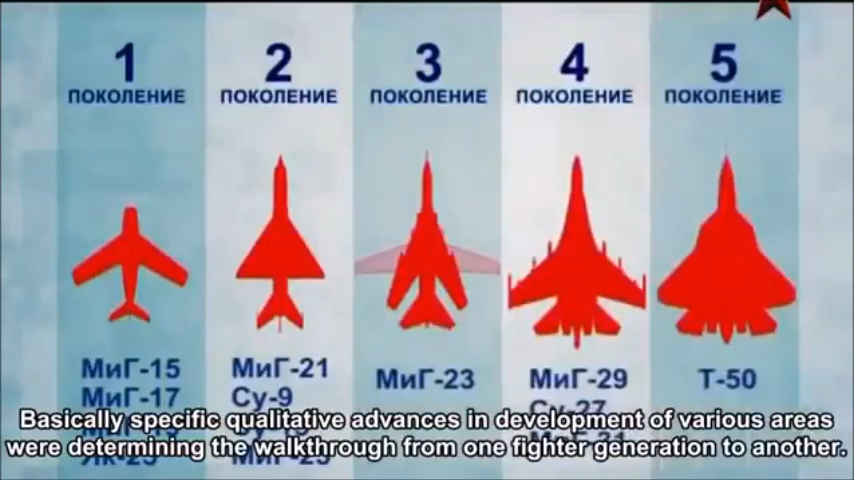 1
ПОКОЛЕНИЕ
2
ПОКОЛЕНИЕ
3
ПОКОЛЕНИЕ
4
ПОКОЛЕНИЕ
5
ПОКОЛЕНИЕ
МиГ-15
МиГ-17
МиГ-21
Су-9
МиГ-23
МиГ-29
Су-27
Т-50
Basically specific qualitative advances in development of various areas
were determining the walkthrough from one fighter generation to another.